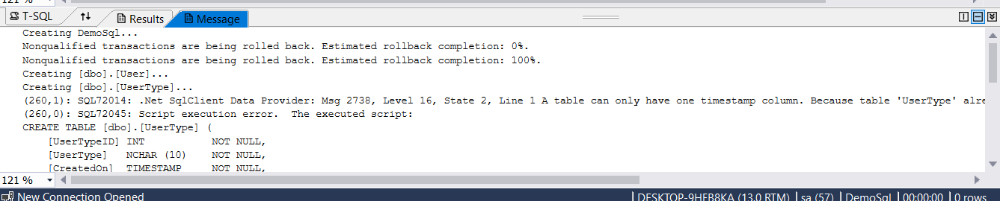 121 %
T-SQL Results Message
Creating DemoSql...
Nonqualified transactions are being rolled back. Estimated rollback completion: 0%.
Nonqualified transactions are being rolled back. Estimated rollback completion: 100%.
Creating [dbo].[User]...
Creating [dbo].[UserType]...
(260,1): SQL72014: .Net SqlClient Data Provider: Msg 2738, Level 16, State 2, Line 1 A table can only have one timestamp column. Because table 'UserType' alre
(260,0): SQL72045: Script execution error.  The executed script:
CREATE TABLE [dbo].[UserType] (
[UserTypeID] INT NOT NULL,
[UserType] NCHAR (10) NOT NULL,
[CreatedOn] TIMESTAMP NOT NULL,
121 %
New Connection Opened DESKTOP-9HFB8KA (13.0 RTM) sa (57) DemoSql 00:00:00 0 rows